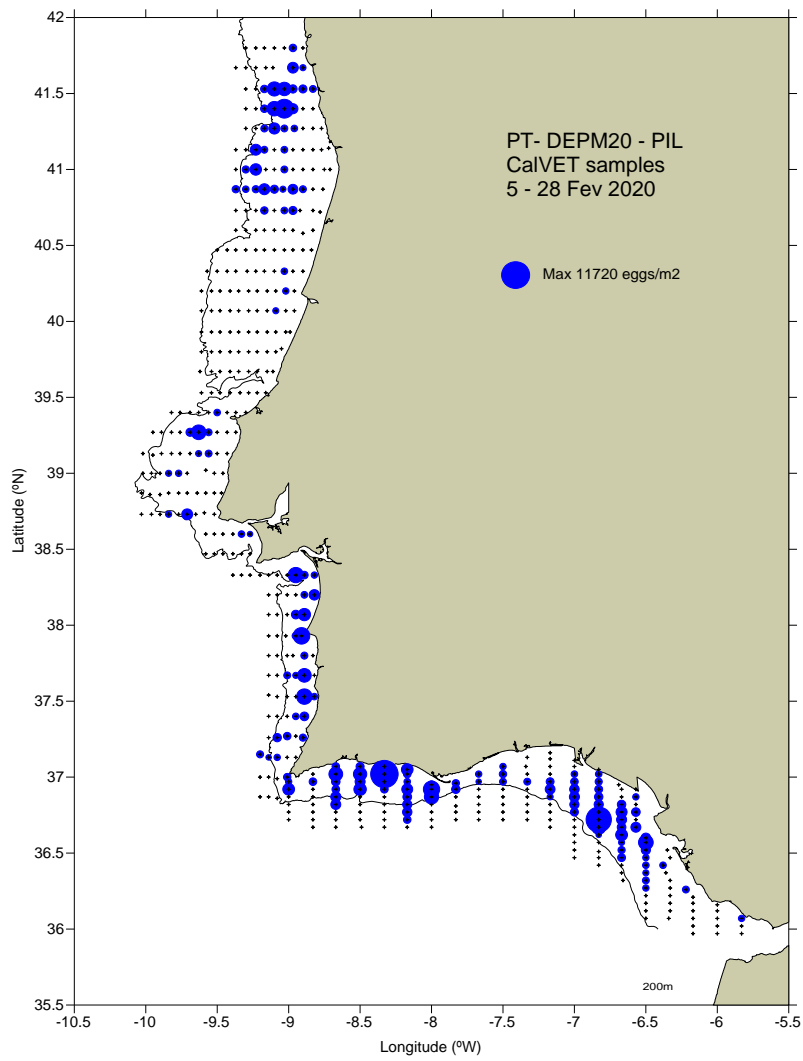 42
41.5
41
40.5
40
39.5
39
38.5
38
37.5
37
36.5
36
35.5
Latitude (ºN)
PT- DEPM20 - PIL
CalVET samples
5 - 28 Fev 2020
Max 11720 eggs/m2
200m
-10.5 -10 -9.5 -9 -8.5 -8 -7.5 -7 -6.5 -6 -5.5
Longitude (ºW)